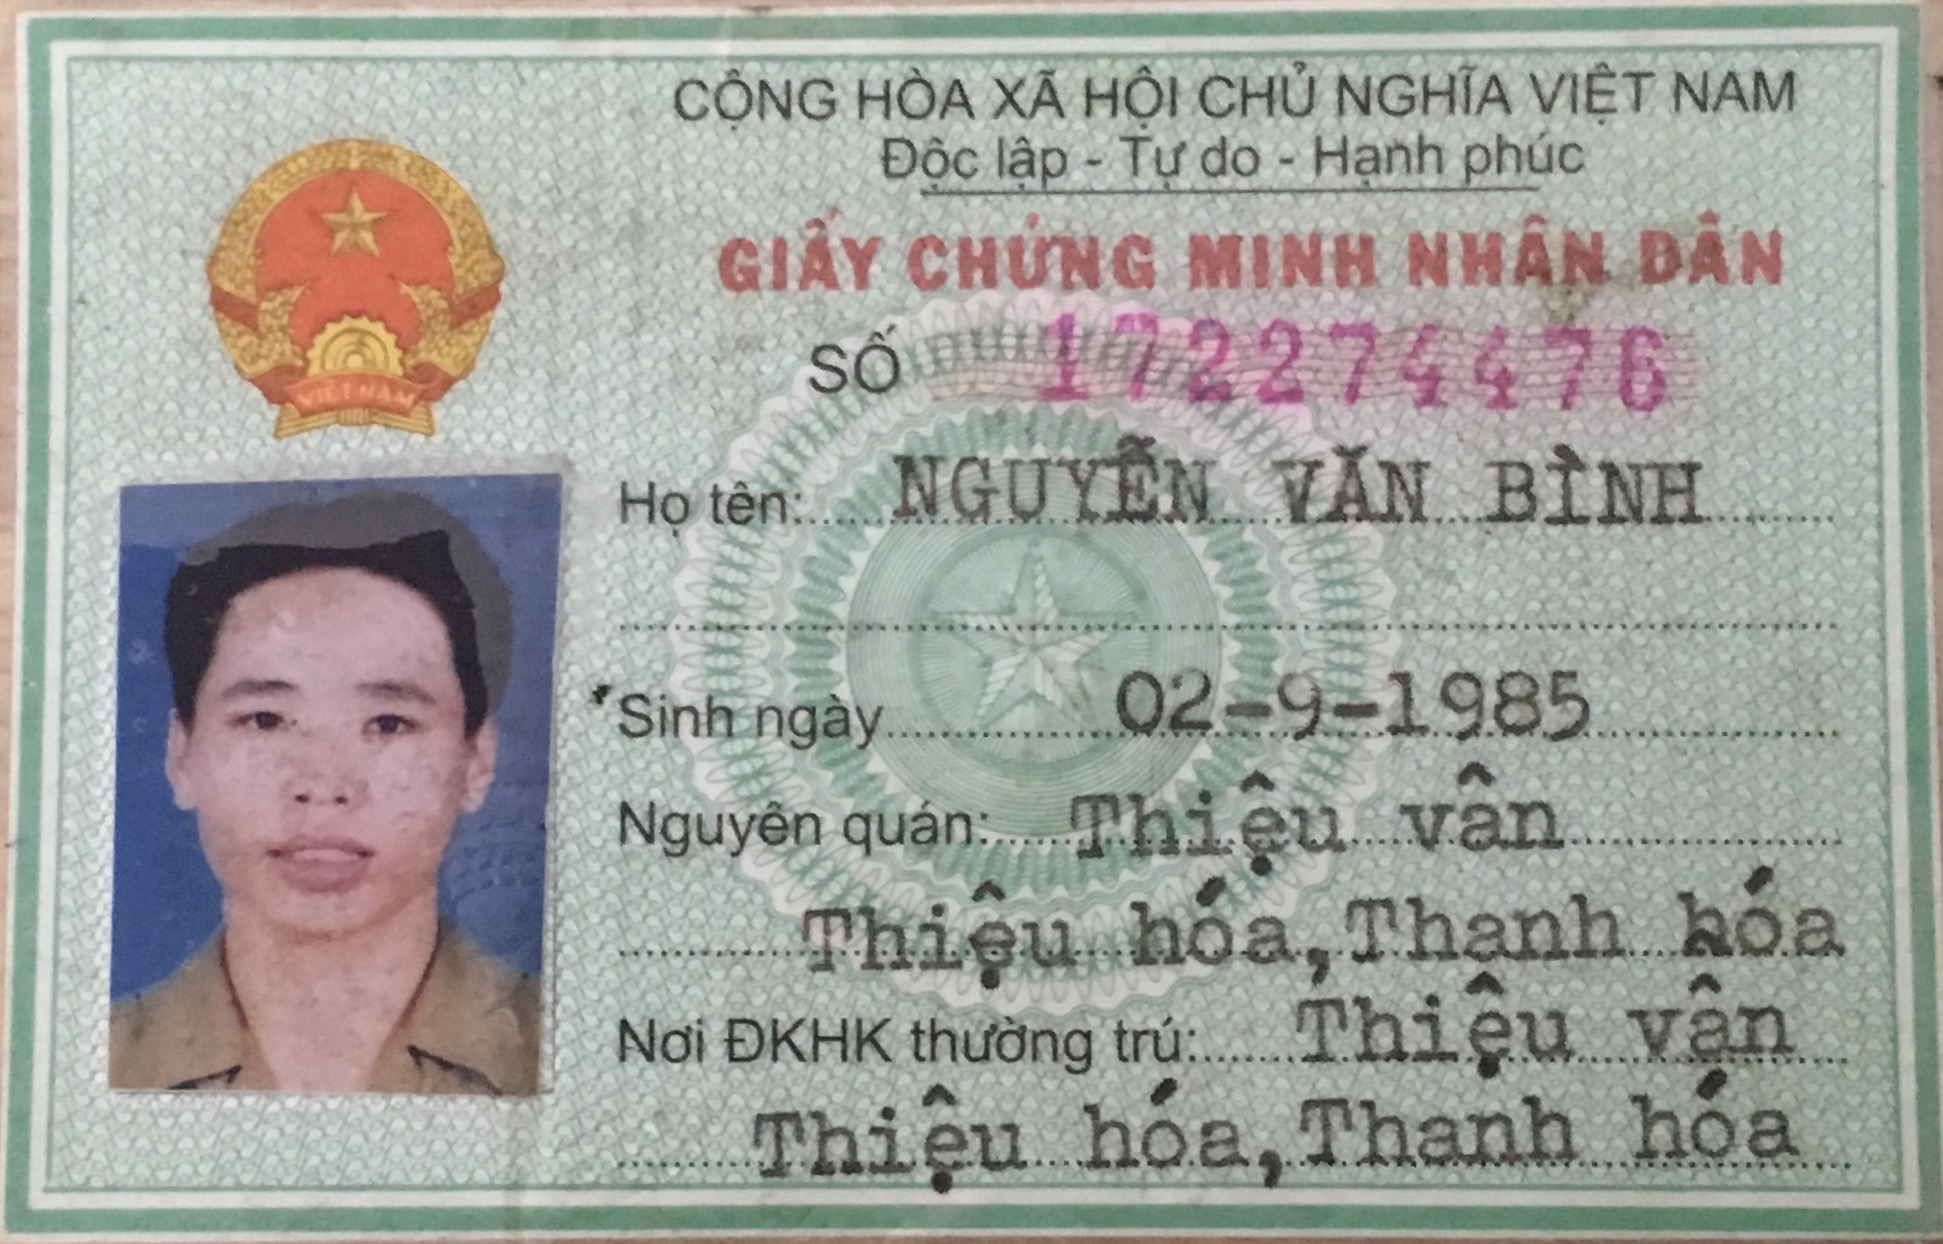 CỘNG HÒA XÃ HỘI CHỦ NGHĨA VIỆT NAM
Độc lập - Tự do - Hạnh phúc
GIẤY CHỨNG MINH NHÂN DÂN
SỐ 172274476
VIỆT NAM
Họ tên: NGUYỄN VĂN BÌNH
Sinh ngày 02-9-1985
Nguyên quán: Thiệu vân
Thiệu hóa, Thanh hóa
Nơi ĐKHK thường trú: Thiệu vân
Thiệu hóa, Thanh hóa